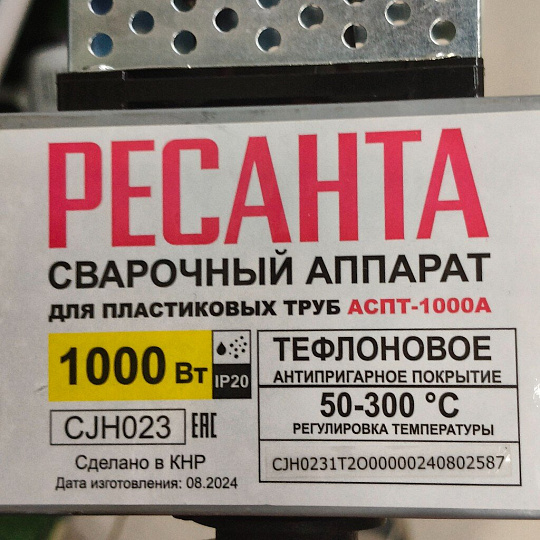 РЕСАНТА
СВАРОЧНЫЙ АППАРАТ
ДЛЯ ПЛАСТИКОВЫХ ТРУБ АСПТ-1000А
1000 Вт
IP20
ТЕФЛОНОВОЕ
АНТИПРИГАРНОЕ ПОКРЫТИЕ
50-300 °C
РЕГУЛИРОВКА ТЕМПЕРАТУРЫ
CJH023 EAC
CJH0231T2O00000240802587
Сделано в КНР
Дата изготовления: 08.2024